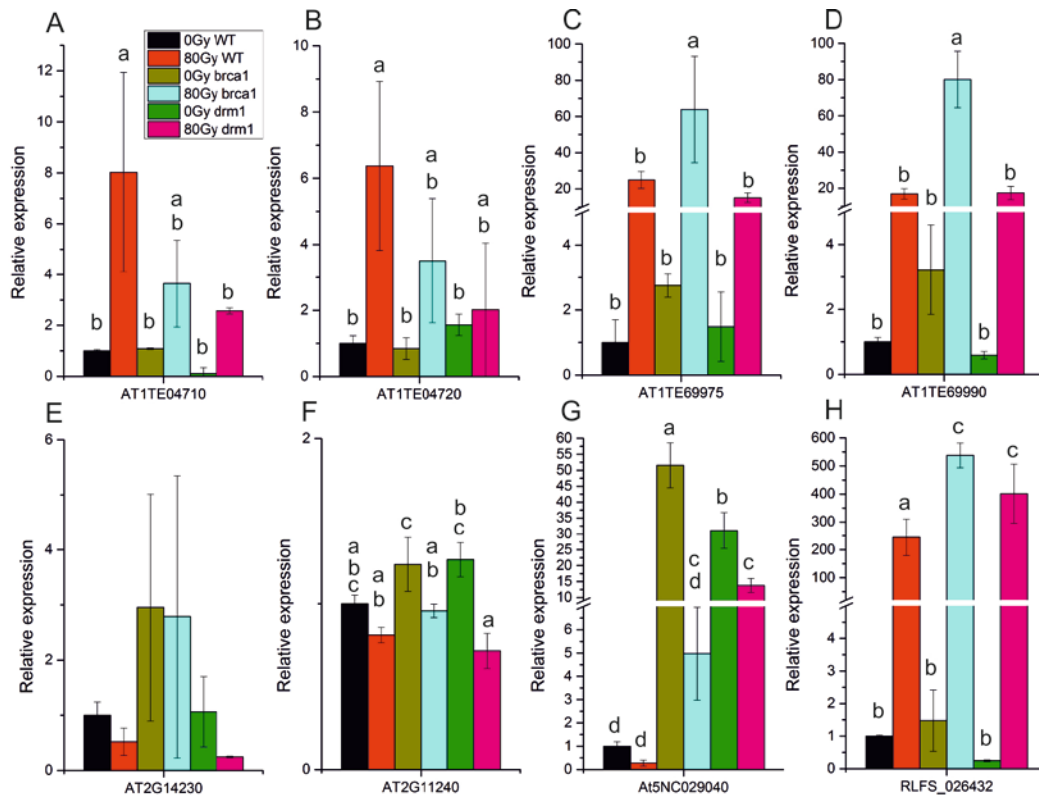 A
Relative expression
12
10
8
6
4
2
0
a
b
b
a
b
b
b
AT1TE04710
0Gy WT
80Gy WT
0Gy brca1
80Gy brca1
0Gy drm1
80Gy drm1
B
Relative expression
8
6
4
2
0
b
a
b
a
b
b
a
b
AT1TE04720
C
Relative expression
100
80
60
40
20
4
2
0
b
b
b
a
b
b
AT1TE69975
D
Relative expression
100
80
60
40
20
4
2
0
b
b
b
a
b
b
AT1TE69990
E
Relative expression
6
4
2
0
AT2G14230
F
Relative expression
2
0
a
b
c
a
b
c
a
b
b
c
a
AT2G11240
G
Relative expression
60
55
50
45
40
35
30
25
20
15
10
7
6
5
4
3
2
1
0
d
d
a
c
d
b
c
At5NC029040
H
Relative expression
600
500
400
300
200
100
4
3
2
1
0
b
a
b
c
b
c
RLFS_026432